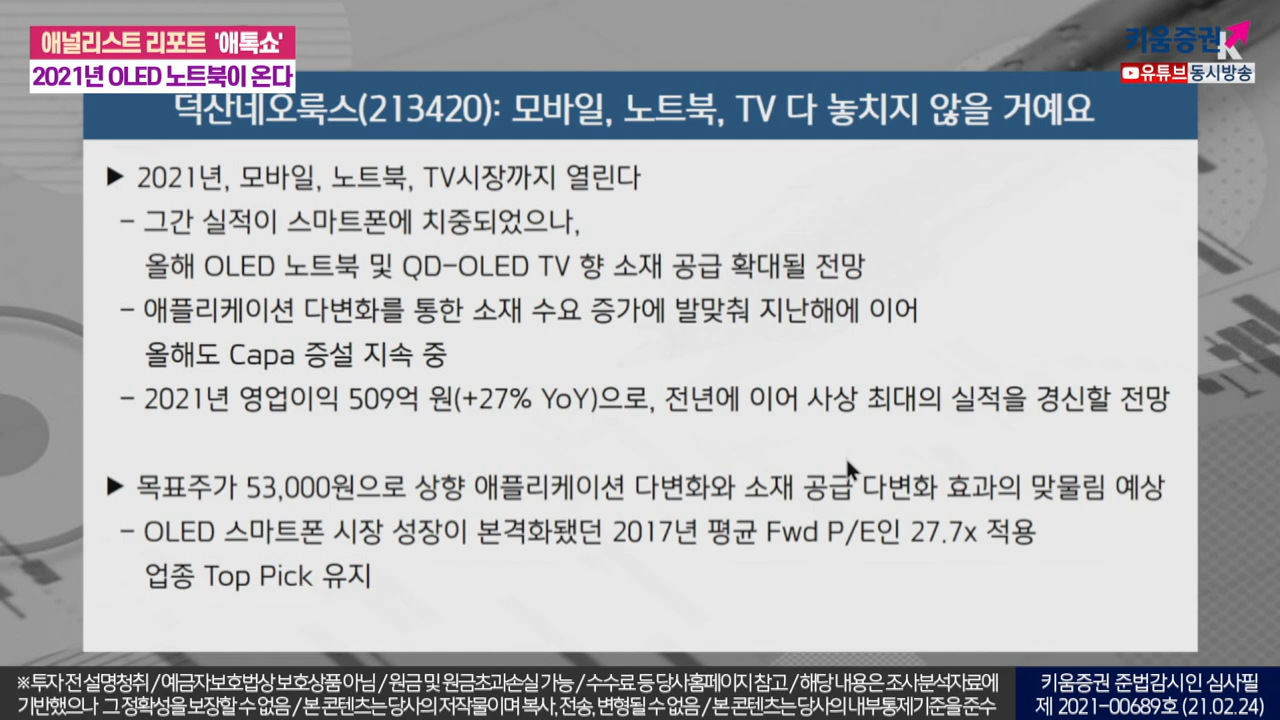 애널리스트 리포트 '애톡쇼'
2021년 OLED 노트북이 온다
키움증권
유튜브동시방송
덕산네오룩스(213420): 모바일, 노트북, TV 다 놓치지 않을 거예요
▶ 2021년, 모바일, 노트북, TV시장까지 열린다
- 그간 실적이 스마트폰에 치중되었으나,
올해 OLED 노트북 및 QD-OLED TV 향 소재 공급 확대될 전망
- 애플리케이션 다변화를 통한 소재 수요 증가에 발맞춰 지난해에 이어
올해도 Capa 증설 지속 중
- 2021년 영업이익 509억 원(+27% YoY)으로, 전년에 이어 사상 최대의 실적을 경신할 전망
▶ 목표주가 53,000원으로 상향 애플리케이션 다변화와 소재 공급 다변화 효과의 맞물림 예상
- OLED 스마트폰 시장 성장이 본격화됐던 2017년 평균 Fwd P/E인 27.7x 적용
업종 Top Pick 유지
※ 투자 전 설명청취 / 예금자보호법상 보호상품 아님 / 원금 및 원금초과손실 가능 / 수수료 등 당사홈페이지 참고 / 해당 내용은 조사분석자료에
기반했으나 그 정확성을 보장할 수 없음 / 본 콘텐츠는 당사의 저작물이며 복사, 전송, 변형될 수 없음 / 본 콘텐츠는 당사의 내부통제기준을 준수
키움증권 준법감시인 심사필
제 2021-00689호 (21.02.24)